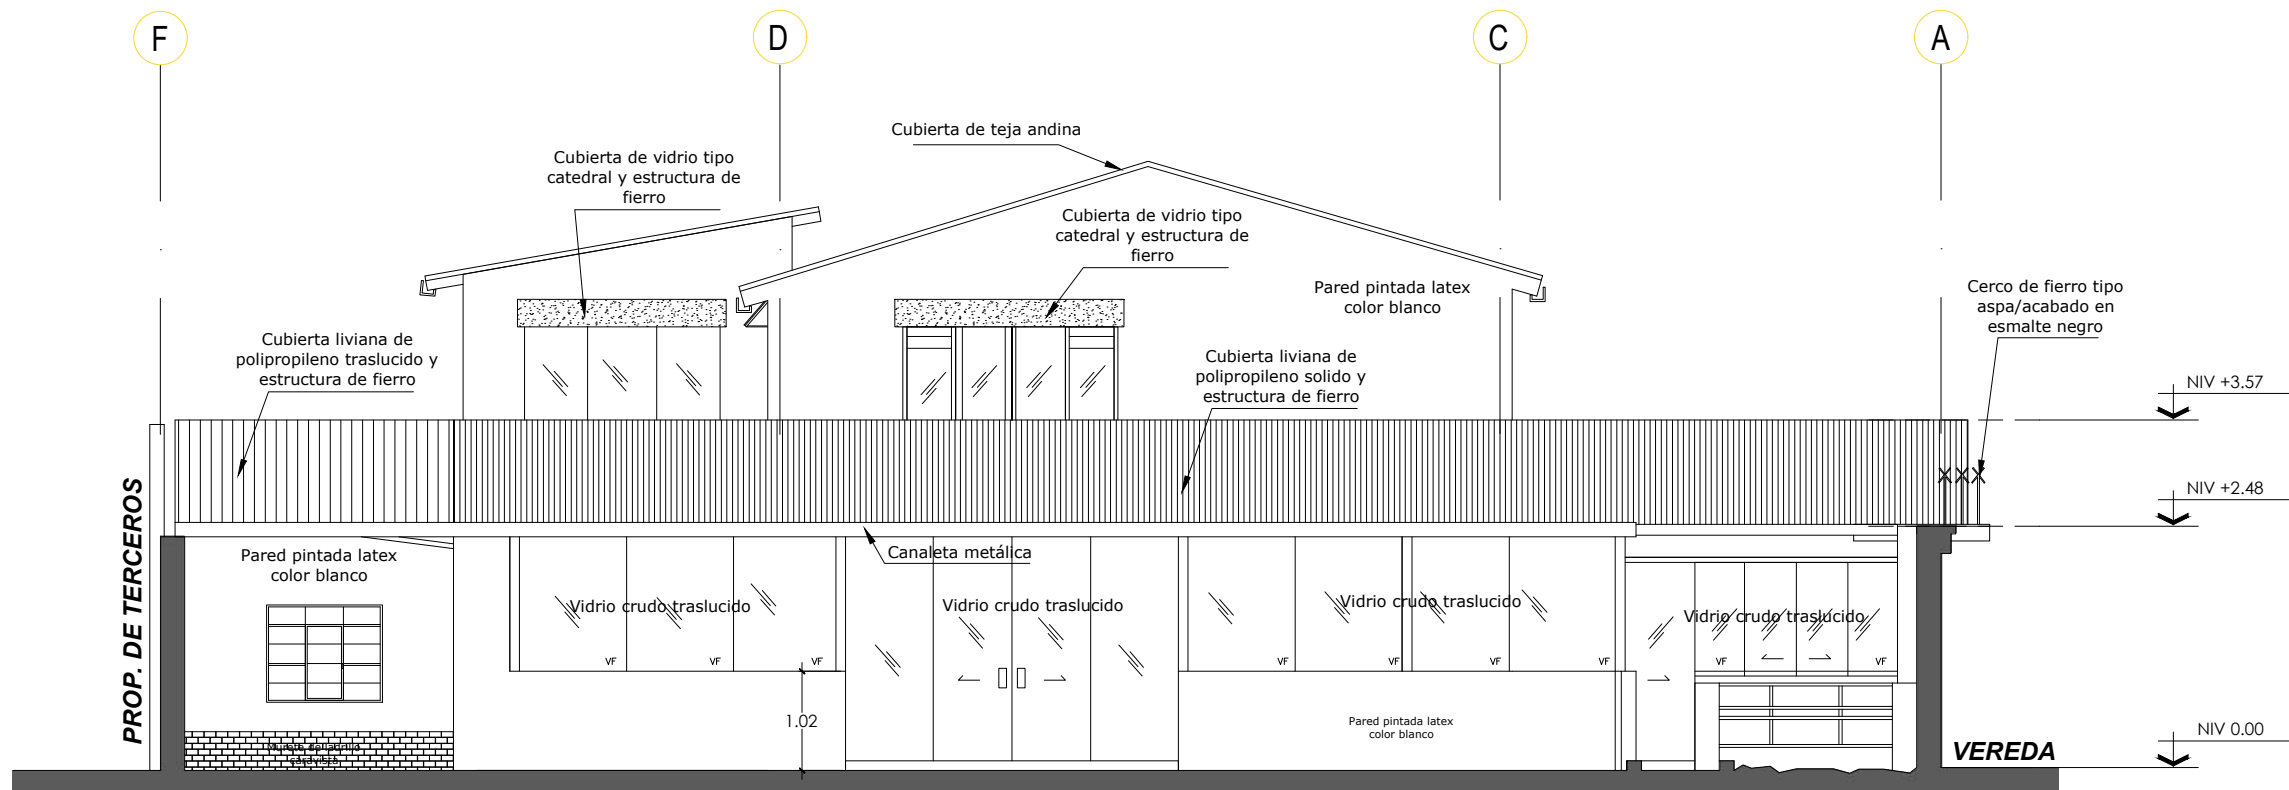 F
D
C
A
Cubierta de teja andina
Cubierta de vidrio tipo
catedral y estructura de
fierro
Cubierta de vidrio tipo
catedral y estructura de
fierro
Pared pintada latex
color blanco
Cerco de fierro tipo
aspa/acabado en
esmalte negro
Cubierta liviana de
polipropileno traslucido y
estructura de fierro
Cubierta liviana de
polipropileno solido y
estructura de fierro
NIV +3.57
NIV +2.48
PROP. DE TERCEROS
Pared pintada latex
color blanco
Canaleta metálica
Vidrio crudo traslucido
Vidrio crudo traslucido
Vidrio crudo traslucido
Vidrio crudo traslucido
VF
VF
VF
VF
VF
VF
VF
VF
VF
1.02
Pared pintada latex
color blanco
NIV 0.00
VEREDA
Murete de ladrillo
caravista